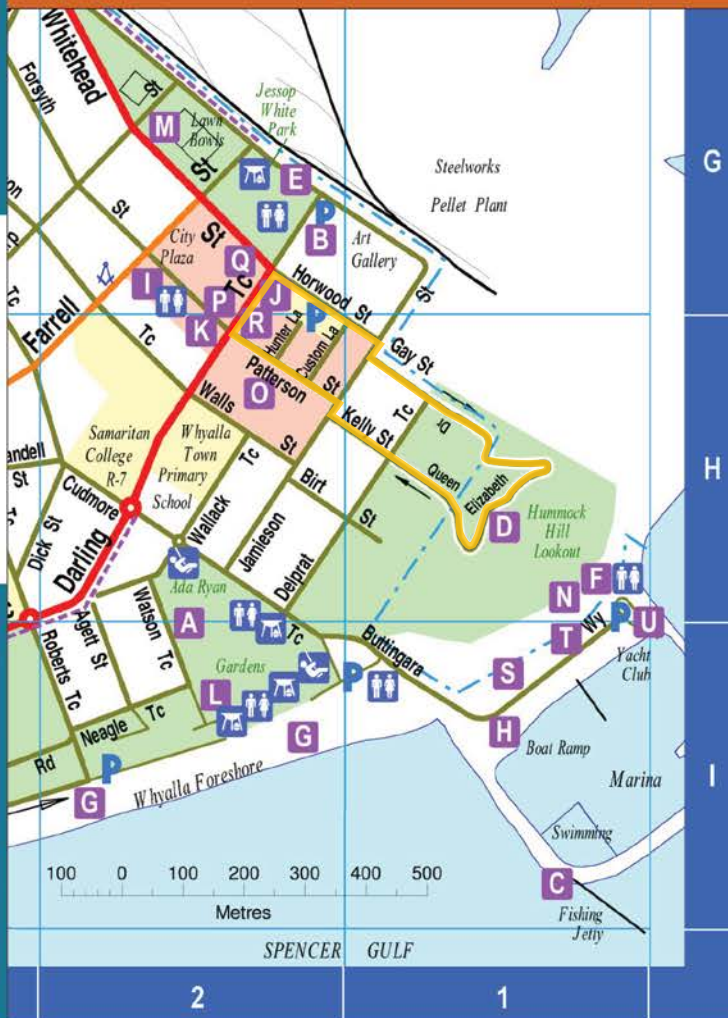 Whitehead
Forsyth
St
M
Lawn
Bowls
St
Jessop
White
Park
E
G
Steelworks
Pellet Plant
St
P
B
Art
Gallery
City
Plaza
St
Q
Tc
I
P
J
Horwood St
St
Farrell
Tc
Tc
K
R
Hunter La
P
Custom La
Gay St
Patterson
St
O
Walls
St
Kelly St
Tc
Dr
Queen
Elizabeth
D
Hummock
Hill
Lookout
H
andell
St
Samaritan
College
R-7
Whyalla
Town
Primary
School
Cudmore
Tc
Wallack
Birt
St
Jamieson
Delprat
Dick St
Darling
Ada Ryan
A
Tc
Gardens
L
Watson Tc
Agett St
Roberts Tc
Neagle Tc
Rd
P
G
G
Whyalla Foreshore
P
Buttingara
Wy
N
F
P
U
T
S
H
Yacht
Club
Boat Ramp
Marina
I
Swimming
C
Fishing
Jetty
100 0 100 200 300 400 500
Metres
SPENCER GULF
2
1